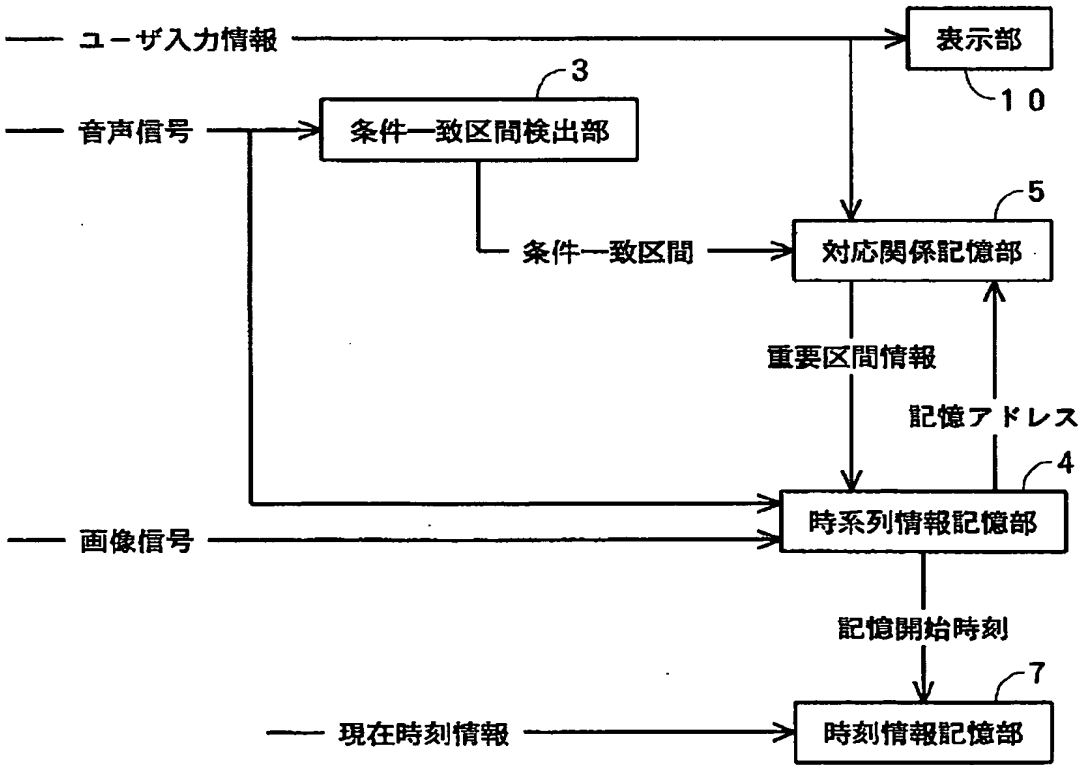 ユーザ入力情報
表示部
10
3
音声信号
条件一致区間検出部
5
条件一致区間
対応関係記憶部
重要区間情報
記憶アドレス
4
時系列情報記憶部
画像信号
記憶開始時刻
7
現在時刻情報
時刻情報記憶部